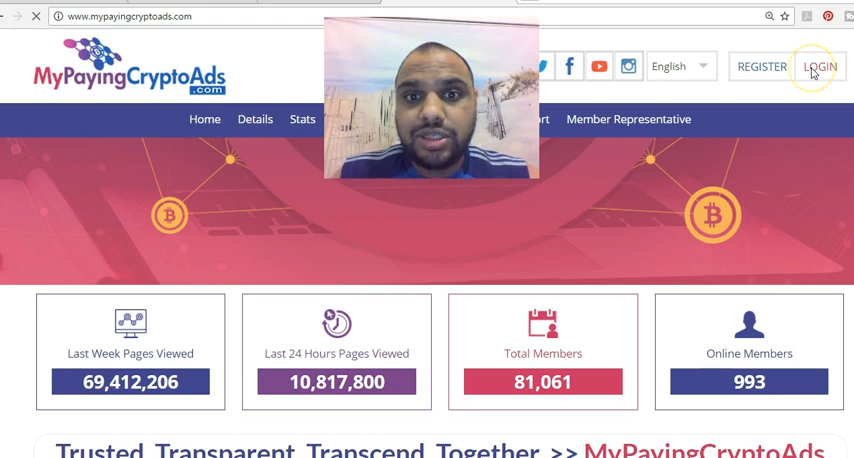 www.mypayingcryptoads.com
MyPayingCryptoAds
.com
English
REGISTER
LOGIN
Home
Details
Stats
Member Representative
Last Week Pages Viewed
69,412,206
Last 24 Hours Pages Viewed
10,817,800
Total Members
81,061
Online Members
993
Trusted Transparent Transcend Together >> MyPayingCryptoAds